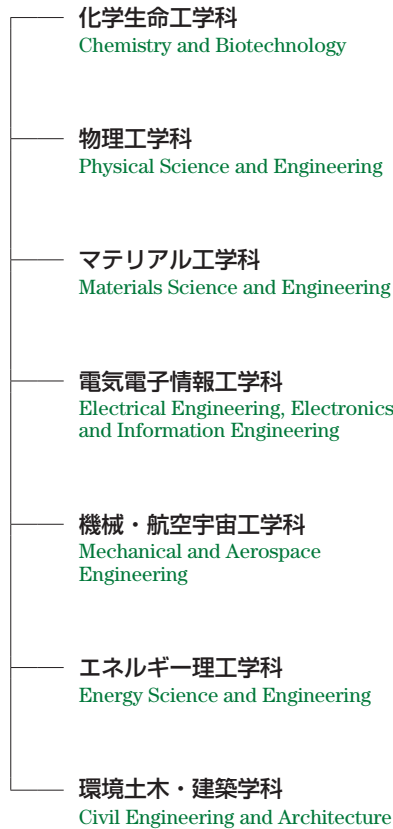 化学生命工学科
Chemistry and Biotechnology
物理工学科
Physical Science and Engineering
マテリアル工学科
Materials Science and Engineering
電気電子情報工学科
Electrical Engineering, Electronics
and Information Engineering
機械・航空宇宙工学科
Mechanical and Aerospace
Engineering
エネルギー理工学科
Energy Science and Engineering
環境土木・建築学科
Civil Engineering and Architecture